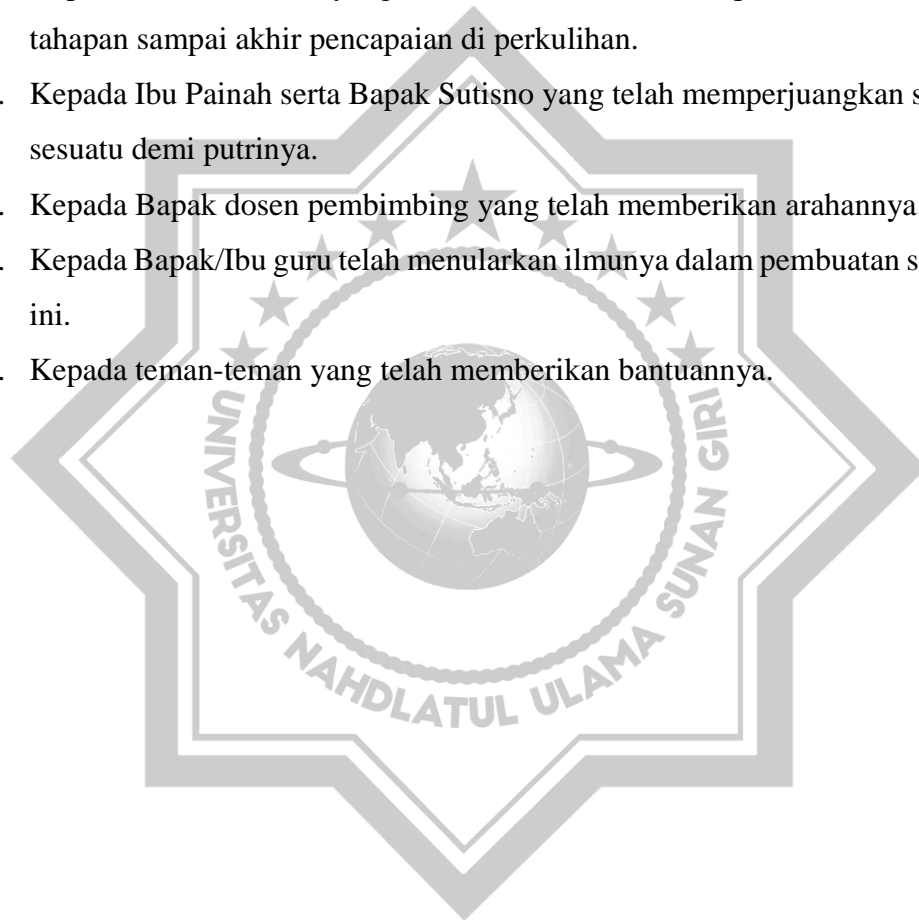 tahapan sampai akhir pencapaian di perkulihan.
. Kepada Ibu Painah serta Bapak Sutisno yang telah memperjuangkan s
sesuatu demi putrinya.
. Kepada Bapak dosen pembimbing yang telah memberikan arahannya
. Kepada Bapak/Ibu guru telah menularkan ilmunya dalam pembuatan s
ini.
. Kepada teman-teman yang telah memberikan bantuannya.
UNIVERSITAS NAHDLATUL ULAMA SUNAN GIRI